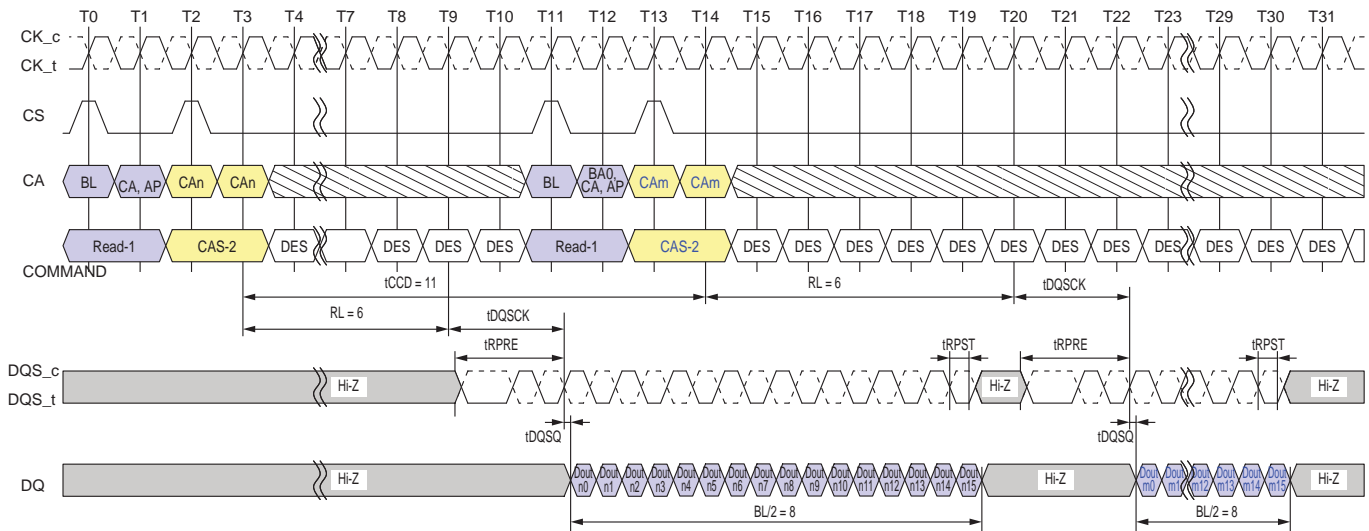 T0 T1 T2 T3 T4 T7 T8 T9 T10 T11 T12 T13 T14 T15 T16 T17 T18 T19 T20 T21 T22 T23 T29 T30 T31
CK_c
CK_t
CS
CA BL CA, AP CAn CAn BL BA0, CA, AP CAm CAm
Read-1 CAS-2 DES DES DES DES Read-1 CAS-2 DES DES DES DES DES DES DES DES DES DES DES DES
COMMAND
tCCD = 11 RL = 6 tDQSCK
RL = 6 tDQSCK
tRPRE tRPST tRPRE tRPST
DQS_c
DQS_t
Hi-Z Hi-Z Hi-Z
tDQSQ tDQSQ
DQ Hi-Z Dout n0 Dout n1 Dout n2 Dout n3 Dout n4 Dout n5 Dout n6 Dout n7 Dout n8 Dout n9 Dout n10 Dout n11 Dout n12 Dout n13 Dout n14 Dout n15 Hi-Z Dout m0 Dout m1 Dout m12 Dout m13 Dout m14 Dout m15 Hi-Z
BL/2 = 8 BL/2 = 8